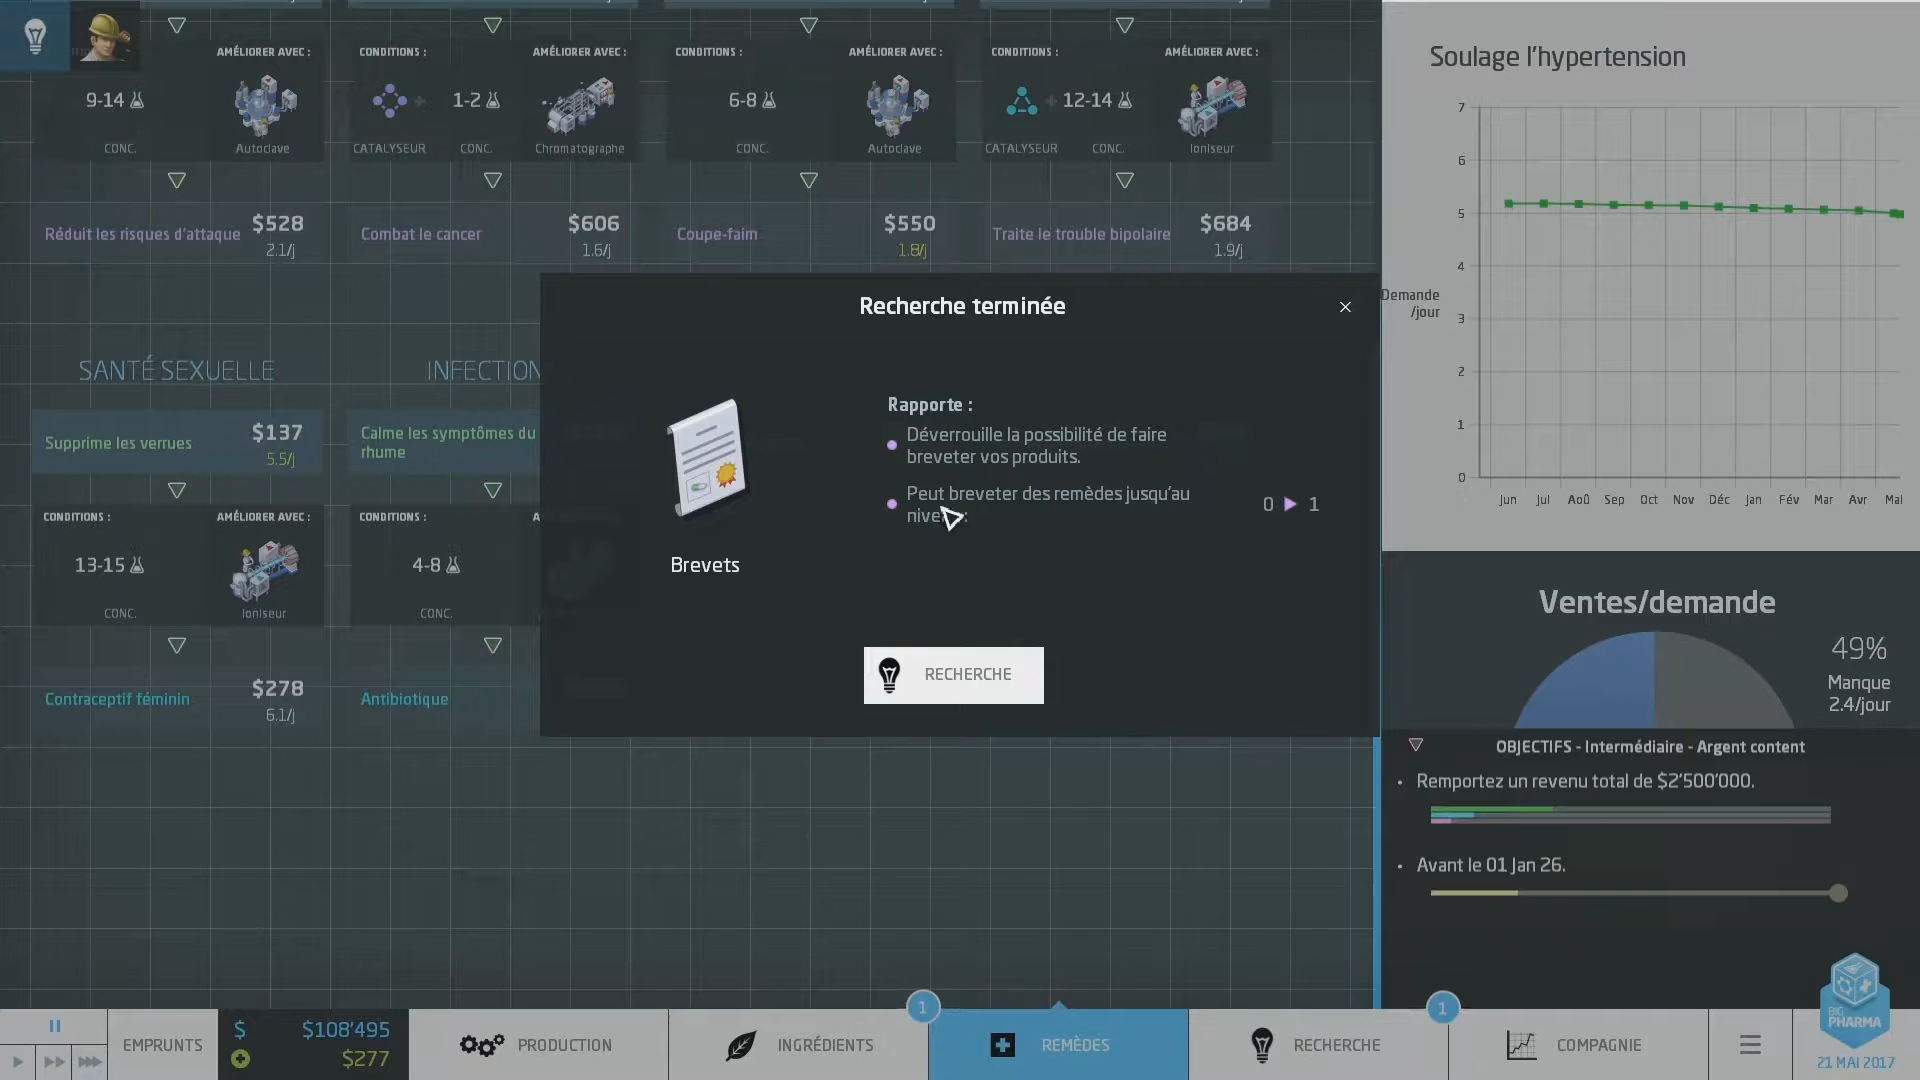 AMÉLIORER AVEC :
CONDITIONS :
AMÉLIORER AVEC :
CONDITIONS :
AMÉLIORER AVEC :
CONDITIONS :
AMÉLIORER AVEC :
9-14
1-2
6-8
12-14
CONC.
Autoclave
CATALYSEUR
CONC.
Chromatographe
CONC.
Autoclave
CATALYSEUR
CONC.
Ioniseur
Réduit les risques d'attaque
$528
2.1/j
Combat le cancer
$606
1.6/j
Coupe-faim
$550
1.8/j
Traite le trouble bipolaire
$684
1.9/j
SANTÉ SEXUELLE
INFECTION
Supprime les verrues
$137
5.5/j
Calme les symptômes du
rhume
CONDITIONS :
AMÉLIORER AVEC :
CONDITIONS :
13-15
4-8
CONC.
Ioniseur
CONC.
Contraceptif féminin
$278
6.1/j
Antibiotique
Recherche terminée
Rapporte :
Déverrouille la possibilité de faire
breveter vos produits.
Peut breveter des remèdes jusqu'au
0 1
Brevets
RECHERCHE
Soulage l'hypertension
7
6
5
4
Demande
/jour
3
2
1
0
Jun Jul Aoû Sep Oct Nov Déc Jan Fév Mar Avr Mai
Ventes/demande
49%
Manque
2.4/jour
OBJECTIFS - Intermédiaire - Argent content
• Remportez un revenu total de $2'500'000.
• Avant le 01 Jan 26.
EMPRUNTS
$ $108'495
$277
PRODUCTION
INGRÉDIENTS
1
REMÈDES
RECHERCHE
1
COMPAGNIE
BIG
PHARMA
21 MAI 2017